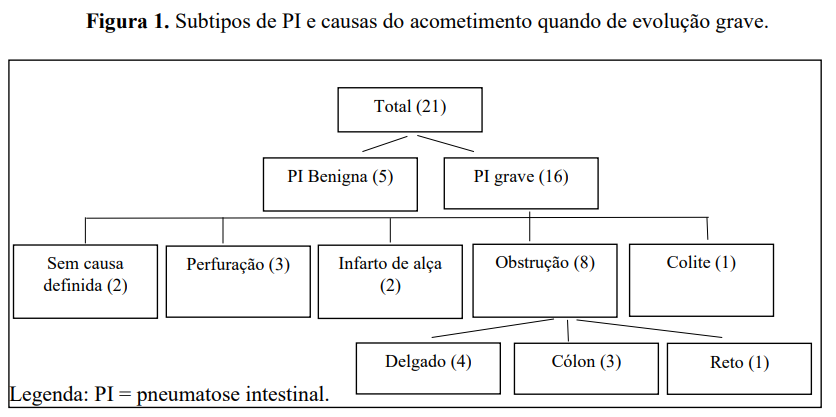 Figura 1. Subtipos de PI e causas do acometimento quando de evolução grave.
Total (21)
PI Benigna (5)
PI grave (16)
Sem causa
definida (2)
Perfuração (3)
Infarto de alça
(2)
Obstrução (8)
Colite (1)
Delgado (4)
Cólon (3)
Reto (1)
Legenda: PI = pneumatose intestinal.